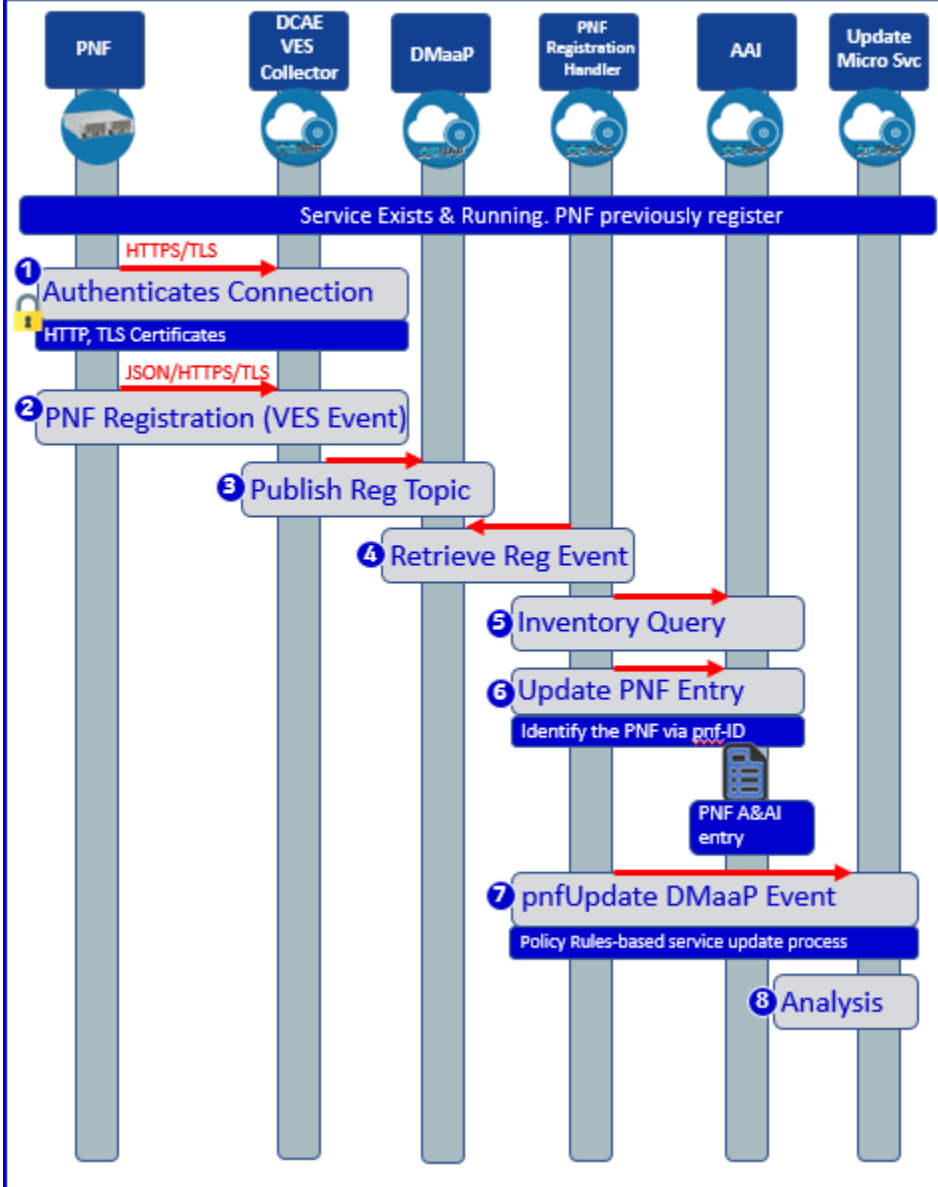 PNF
DCAE
VES
Collector
DMaaP
PNF
Registration
Handler
AAI
Update
Micro Svc
Service Exists & Running. PNF previously register
HTTPS/TLS
1
Authenticates Connection
HTTP, TLS Certificates
JSON/HTTPS/TLS
2
PNF Registration (VES Event)
3
Publish Reg Topic
4
Retrieve Reg Event
5
Inventory Query
6
Update PNF Entry
Identify the PNF via pnf-ID
PNF A&AI
entry
7
pnfUpdate DMaaP Event
Policy Rules-based service update process
8
Analysis